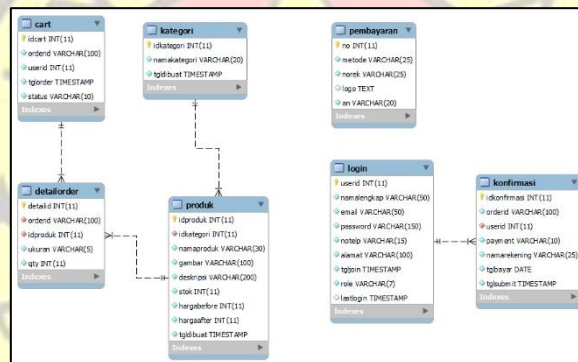 cart
idcart INT(11)
orderid VARCHAR(100)
userid INT(11)
tglorder TIMESTAMP
status VARCHAR(10)
Indexes
kategori
idkategori INT(11)
namakategori VARCHAR(20)
tgldibuat TIMESTAMP
Indexes
pembayaran
no INT(11)
metode VARCHAR(25)
norek VARCHAR(25)
logo TEXT
an VARCHAR(20)
Indexes
detailorder
detailid INT(11)
orderid VARCHAR(100)
idproduk INT(11)
ukuran VARCHAR(5)
qty INT(11)
Indexes
produk
idproduk INT(11)
idkategori INT(11)
namaproduk VARCHAR(30)
gambar VARCHAR(100)
deskripsi VARCHAR(200)
stok INT(11)
hargabefore INT(11)
hargaafter INT(11)
tgldibuat TIMESTAMP
Indexes
login
userid INT(11)
namalengkap VARCHAR(50)
email VARCHAR(50)
password VARCHAR(150)
notelp VARCHAR(15)
alamat VARCHAR(100)
tgljoin TIMESTAMP
role VARCHAR(7)
lastlogin TIMESTAMP
Indexes
konfirmasi
idkonfirmasi INT(11)
orderid VARCHAR(100)
userid INT(11)
payment VARCHAR(10)
namarekening VARCHAR(25)
tglbayar DATE
tglsubmit TIMESTAMP
Indexes